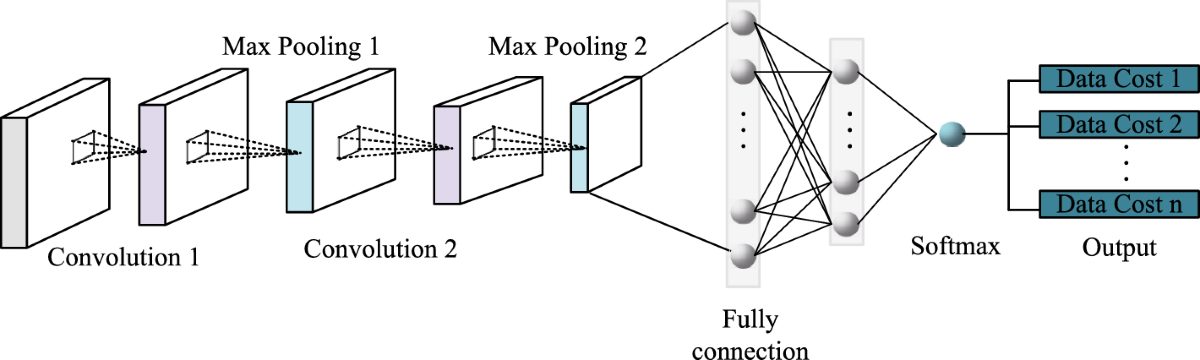 Max Pooling 1
Max Pooling 2
Convolution 1
Convolution 2
Fully
connection
Softmax
Data Cost 1
Data Cost 2
Data Cost n
Output